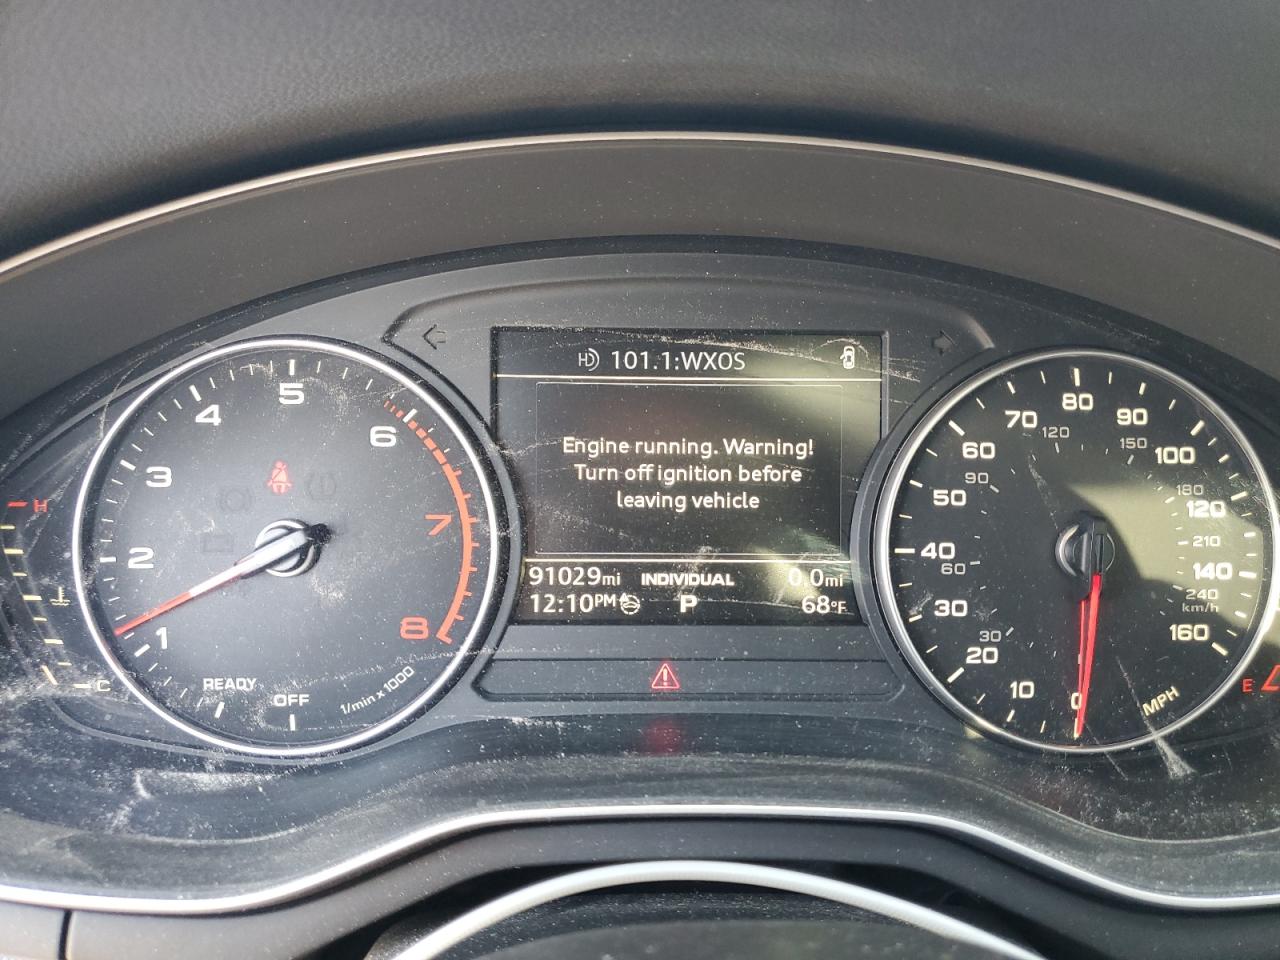 HD 101.1:WXOS
Engine running. Warning!
Turn off ignition before
leaving vehicle
91029mi INDIVIDUAL 0.0mi
12:10PM P 68°F
H
C
1
2
3
4
5
6
7
8
READY
OFF
1/min x 1000
0
10
20
30
40
50
60
70
80
90
100
120
140
160
MPH
30
60
90
120
150
180
210
240
km/h
E